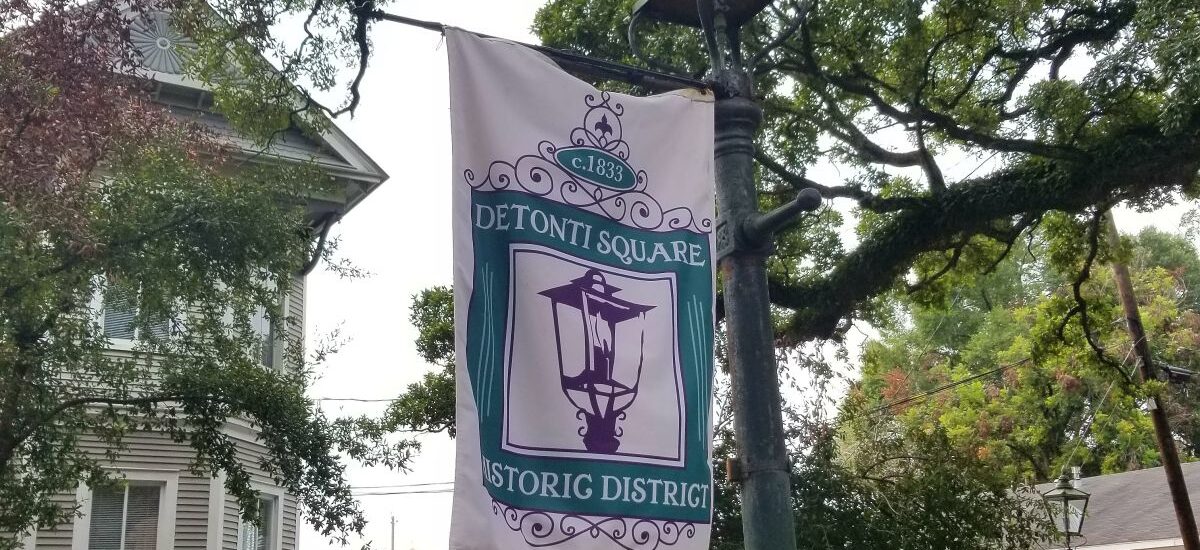 c.1833
DETONTI SQUARE
HISTORIC DISTRICT